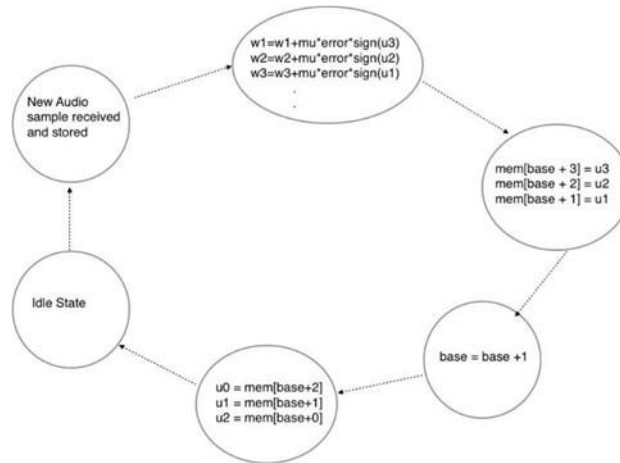 w1=w1+mu*error*sign(u3)
w2=w2+mu*error*sign(u2)
w3=w3+mu*error*sign(u1)
.
.
New Audio
sample received
and stored
mem[base + 3] = u3
mem[base + 2] = u2
mem[base + 1] = u1
Idle State
base = base +1
u0 = mem[base+2]
u1 = mem[base+1]
u2 = mem[base+0]